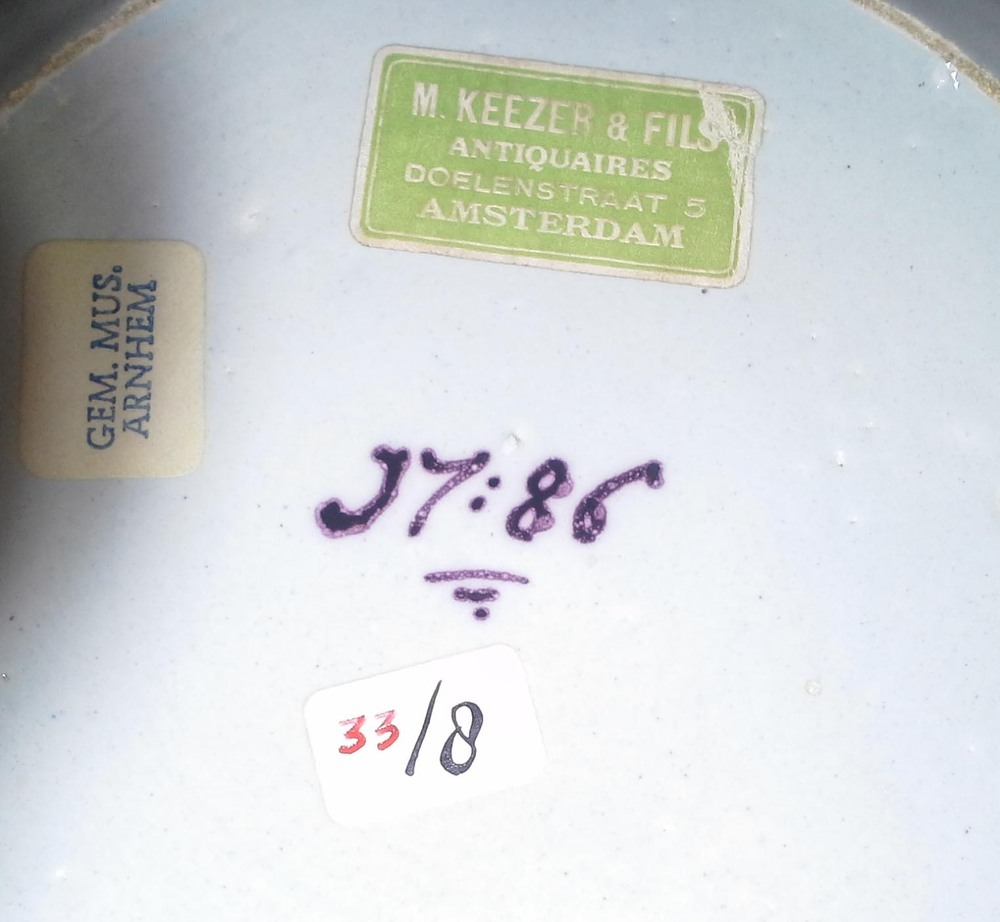 M. KEEZER & FILS
ANTIQUAIRES
DOELENSTRAAT 5
AMSTERDAM
GEM. MUS.
ARNHEM
J7:86
33/8